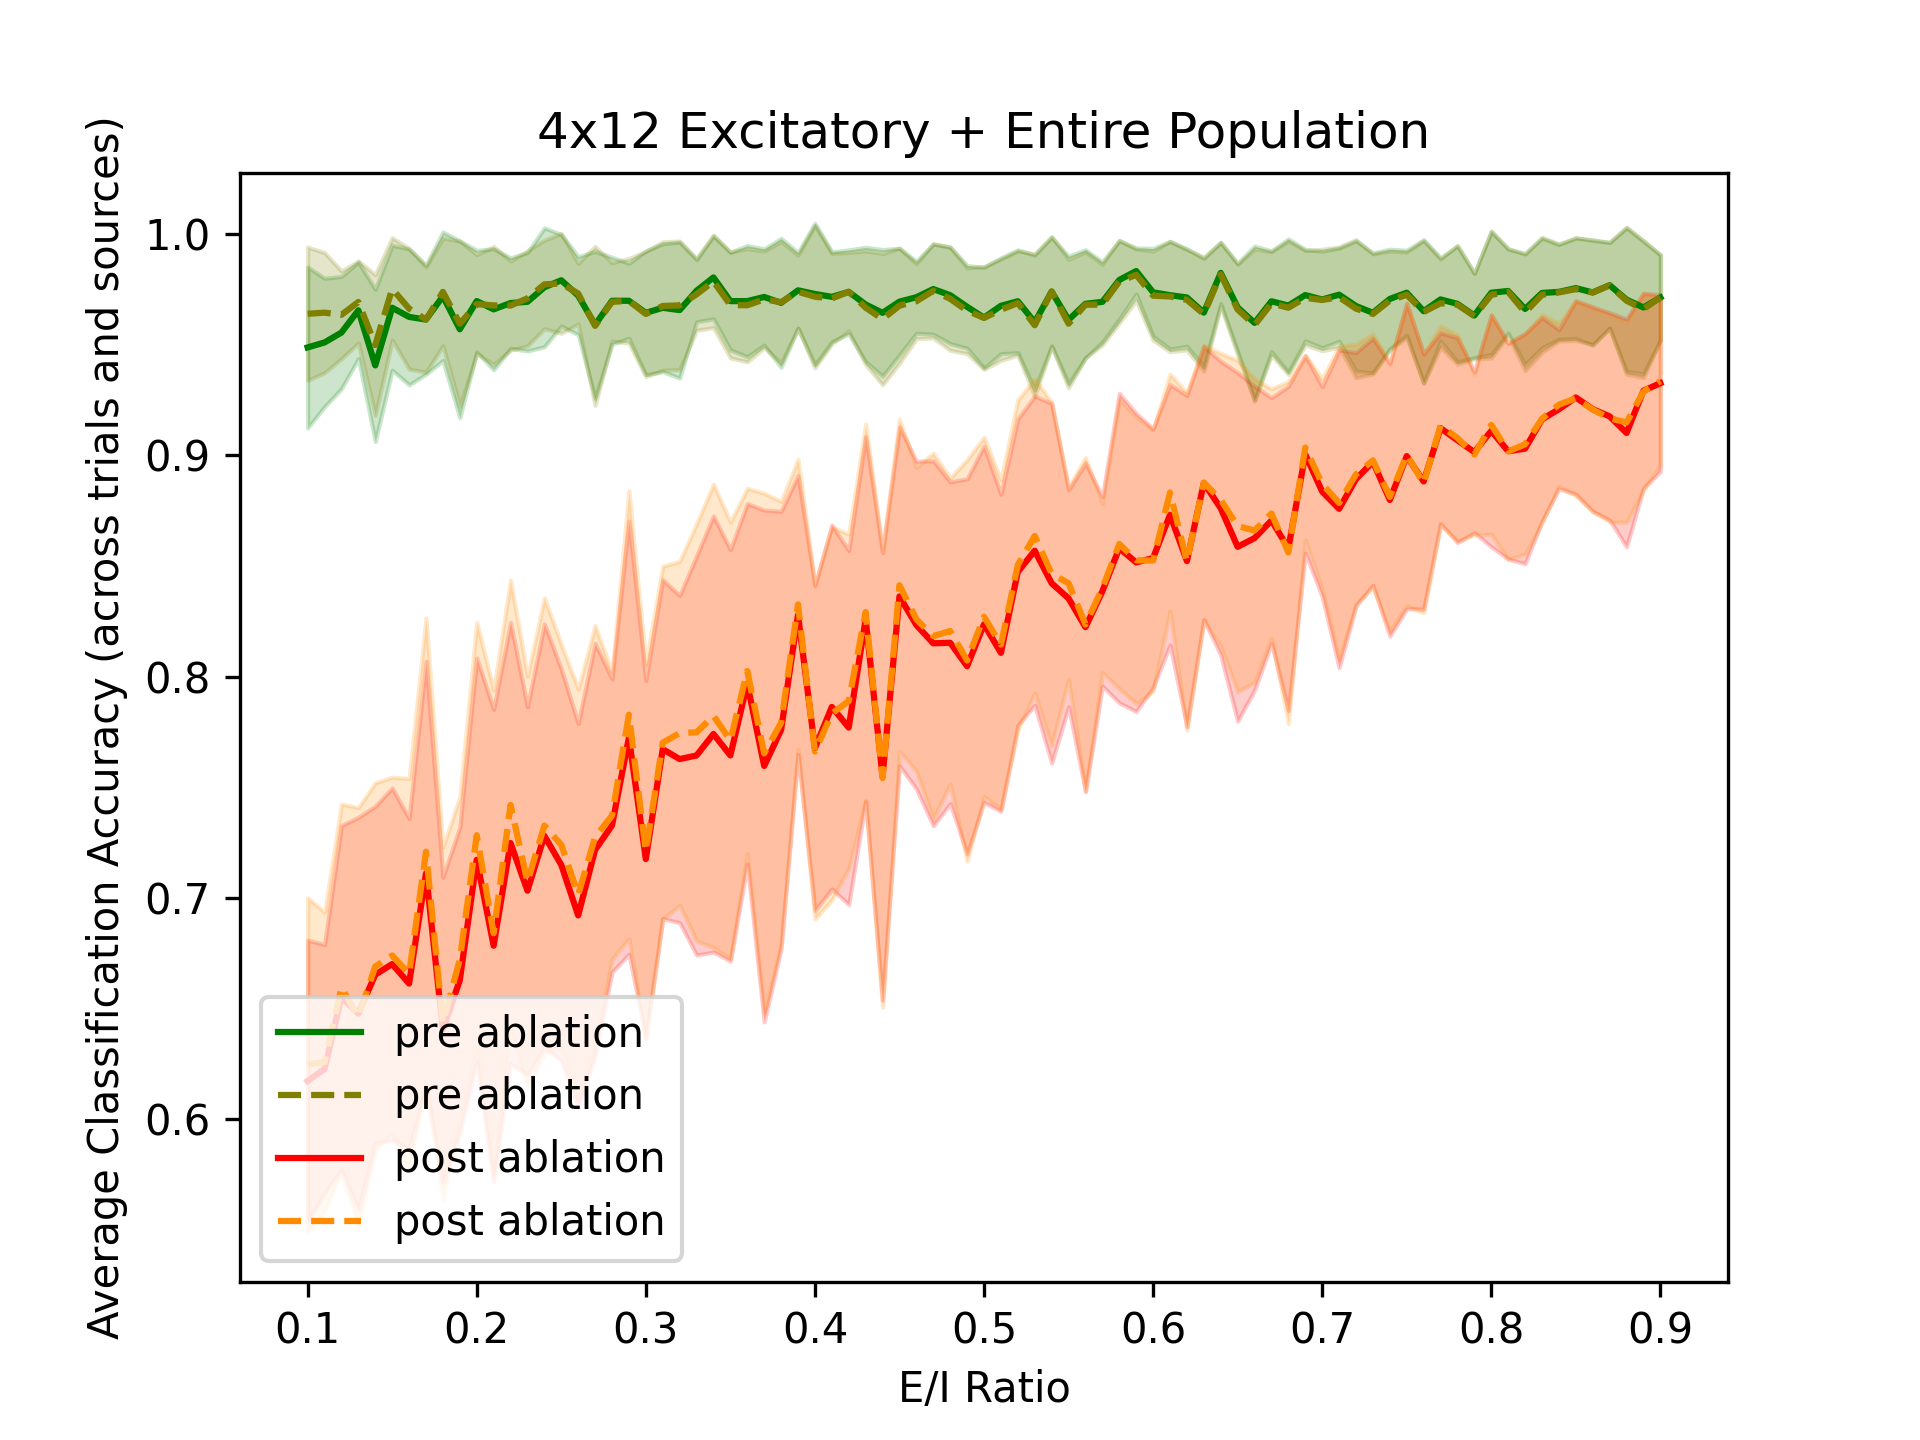 4x12 Excitatory + Entire Population
Average Classification Accuracy (across trials and sources)
1.0
0.9
0.8
0.7
0.6
pre ablation
pre ablation
post ablation
post ablation
0.1 0.2 0.3 0.4 0.5 0.6 0.7 0.8 0.9
E/I Ratio